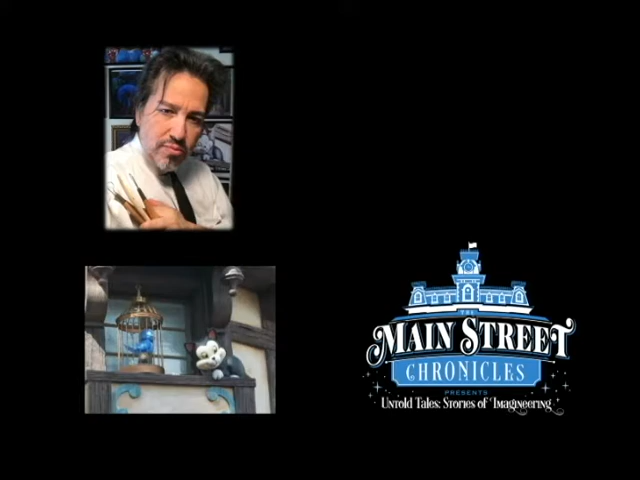 THE
MAIN STREET
CHRONICLES
PRESENTS
UNTOLD TALES: STORIES OF IMAGINEERING